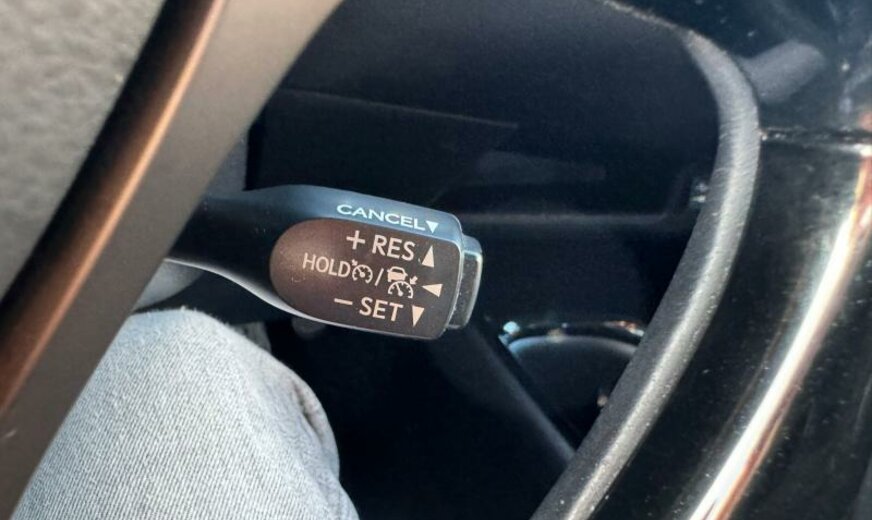 CANCEL▼
+ RES ▲
HOLD / ◀
− SET ▼